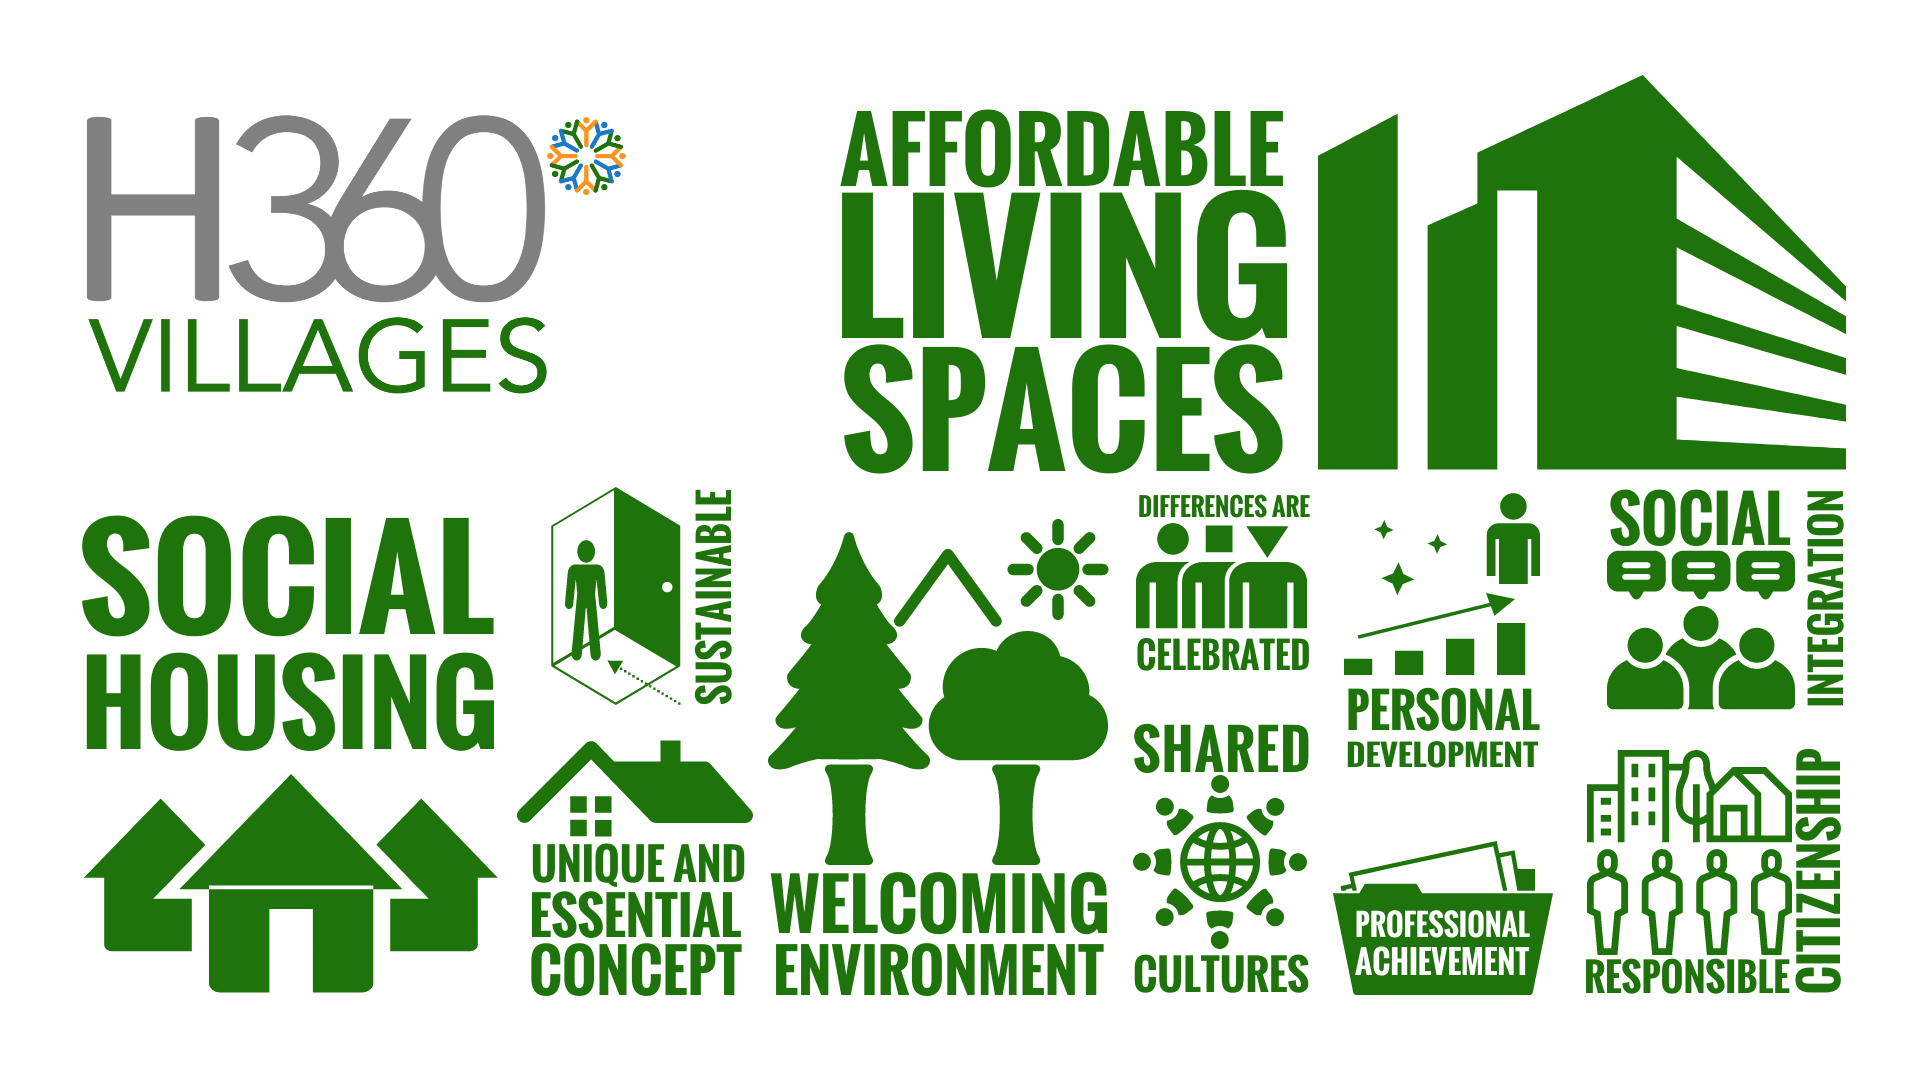 H360
VILLAGES
AFFORDABLE
LIVING
SPACES
SOCIAL
HOUSING
SUSTAINABLE
UNIQUE AND
ESSENTIAL
CONCEPT
WELCOMING
ENVIRONMENT
DIFFERENCES ARE
CELEBRATED
SHARED
CULTURES
PERSONAL
DEVELOPMENT
PROFESSIONAL
ACHIEVEMENT
SOCIAL
INTEGRATION
RESPONSIBLE
CITIZENSHIP